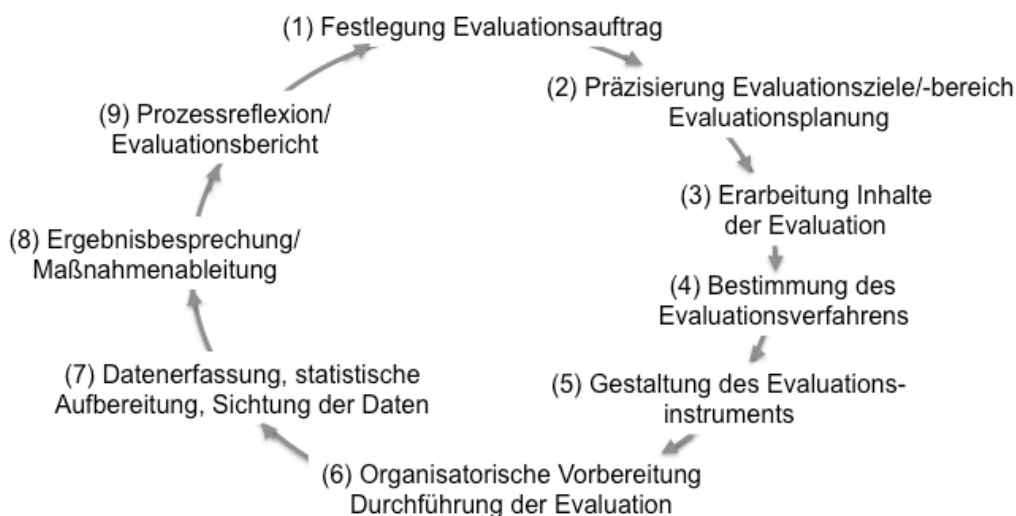 (1) Festlegung Evaluationsauftrag
(2) Präzisierung Evaluationsziele/-bereich
Evaluationsplanung
(3) Erarbeitung Inhalte
der Evaluation
(4) Bestimmung des
Evaluationsverfahrens
(5) Gestaltung des Evaluations-
instruments
(6) Organisatorische Vorbereitung
Durchführung der Evaluation
(7) Datenerfassung, statistische
Aufbereitung, Sichtung der Daten
(8) Ergebnisbesprechung/
Maßnahmenableitung
(9) Prozessreflexion/
Evaluationsbericht